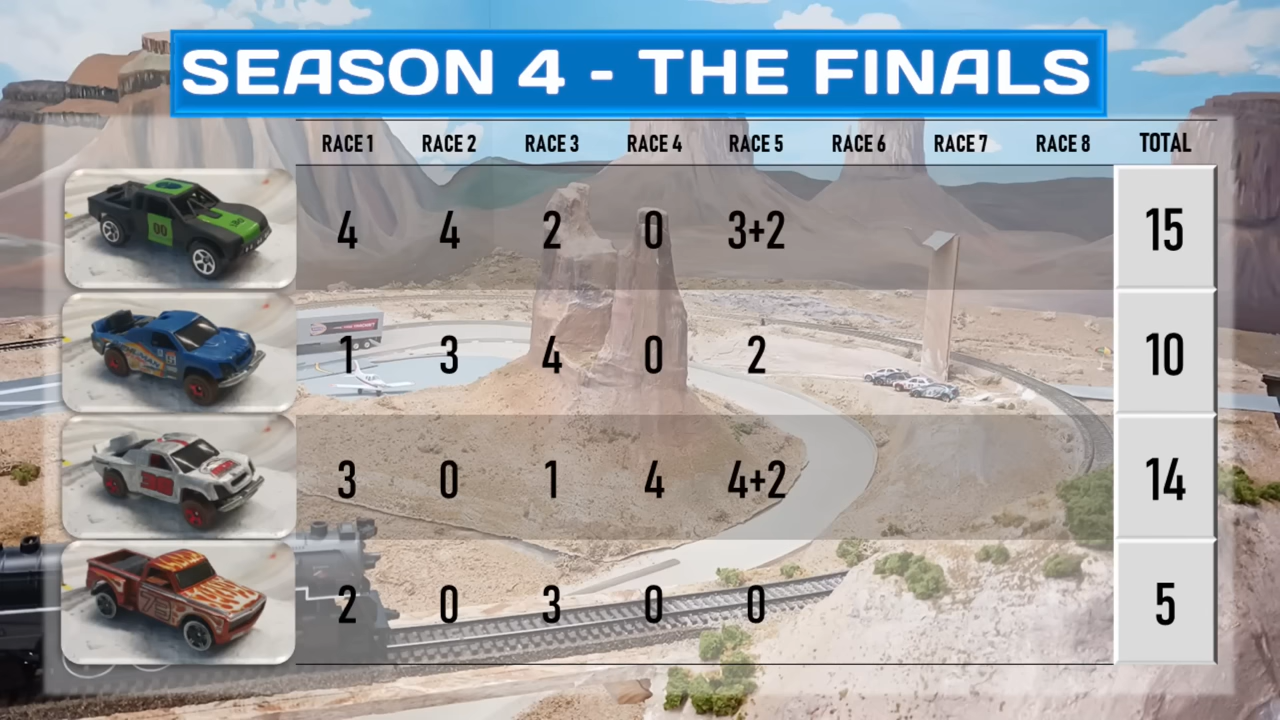 SEASON 4 - THE FINALS
RACE 1 RACE 2 RACE 3 RACE 4 RACE 5 RACE 6 RACE 7 RACE 8 TOTAL
00
4 4 2 0 3+2 15
1 3 4 0 2 10
3 0 1 4 4+2 14
2 0 3 0 0 5